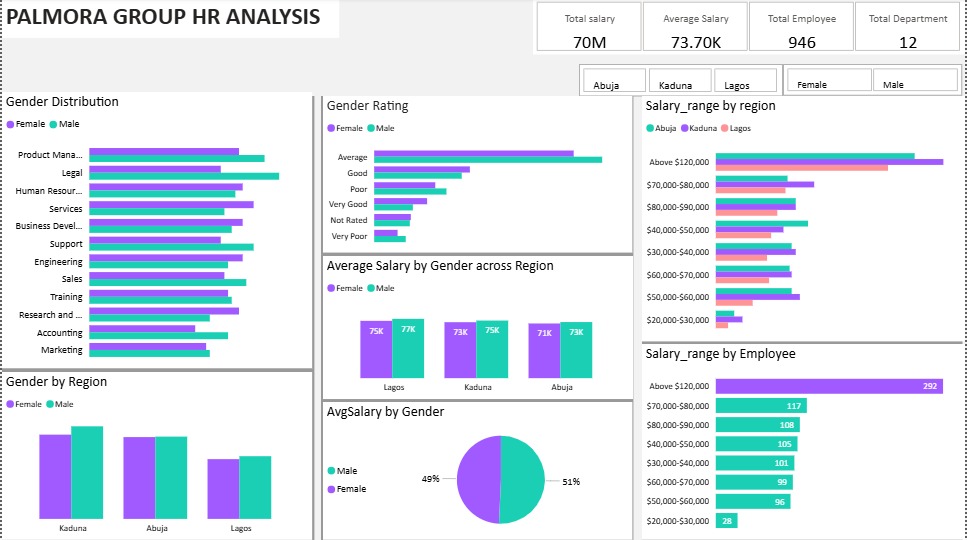 PALMORA GROUP HR ANALYSIS
Total salary
70M
Average Salary
73.70K
Total Employee
946
Total Department
12
Abuja
Kaduna
Lagos
Female
Male
Gender Distribution
Female Male
Product Mana...
Legal
Human Resour...
Services
Business Devel...
Support
Engineering
Sales
Training
Research and ...
Accounting
Marketing
Gender by Region
Female Male
Kaduna Abuja Lagos
Gender Rating
Female Male
Average
Good
Poor
Very Good
Not Rated
Very Poor
Average Salary by Gender across Region
Female Male
75K 77K 73K 75K 71K 73K
Lagos Kaduna Abuja
AvgSalary by Gender
Male
Female
49%
51%
Salary_range by region
Abuja Kaduna Lagos
Above $120,000
$70,000-$80,000
$80,000-$90,000
$40,000-$50,000
$30,000-$40,000
$60,000-$70,000
$50,000-$60,000
$20,000-$30,000
Salary_range by Employee
Above $120,000 292
$70,000-$80,000 117
$80,000-$90,000 108
$40,000-$50,000 105
$30,000-$40,000 101
$60,000-$70,000 99
$50,000-$60,000 96
$20,000-$30,000 28